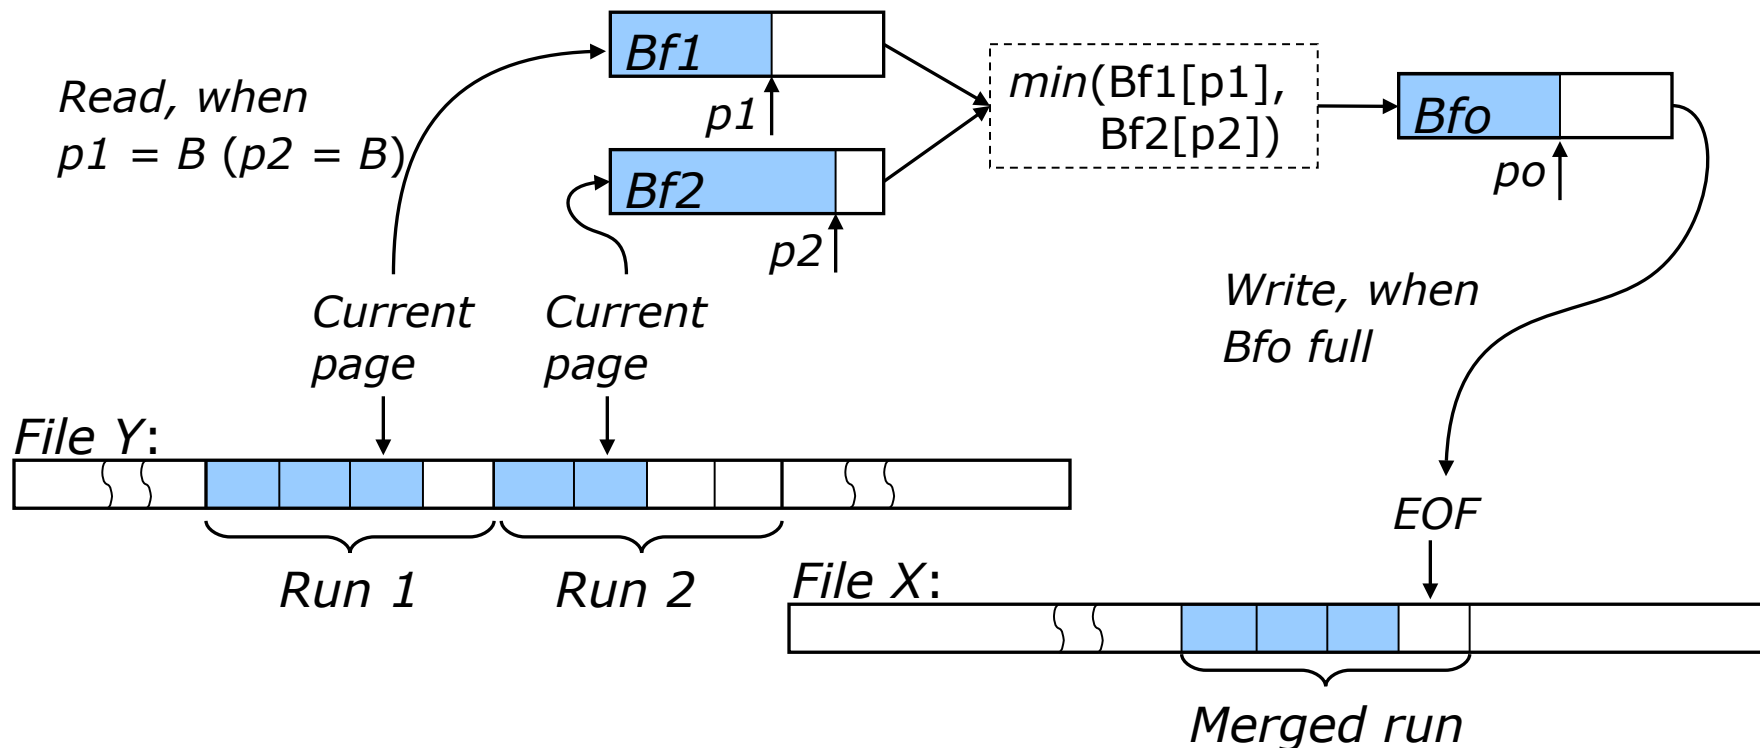 Bf1
Read, when
p1 = B (p2 = B)
p1
min(Bf1[p1],
Bf2[p2])
Bfo
po
Bf2
p2
Current
page
Current
page
Write, when
Bfo full
File Y:
Run 1
Run 2
EOF
File X:
Merged run